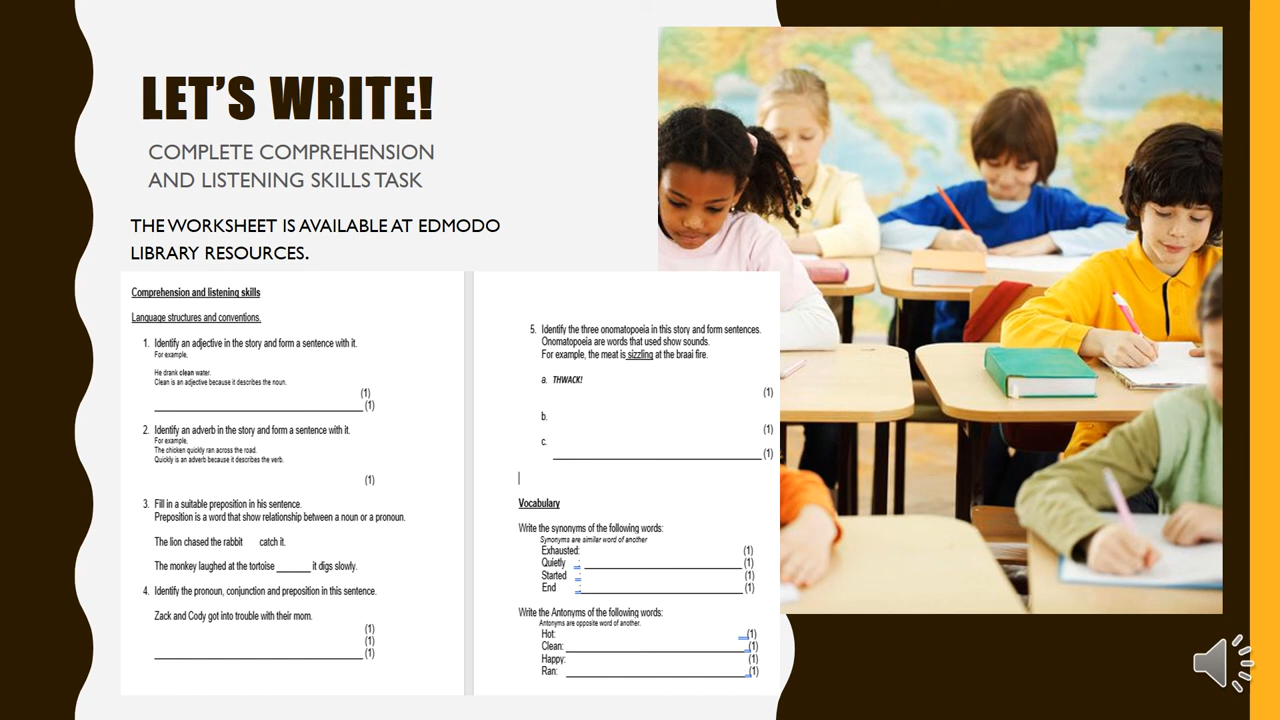 LET'S WRITE!
COMPLETE COMPREHENSION
AND LISTENING SKILLS TASK
THE WORKSHEET IS AVAILABLE AT EDMODO
LIBRARY RESOURCES.
Comprehension and listening skills
Language structures and conventions.
1. Identify an adjective in the story and form a sentence with it.
For example,
He drank clean water.
Clean is an adjective because it describes the noun.
(1)
(1)
2. Identify an adverb in the story and form a sentence with it.
For example,
The chicken quickly ran across the road.
Quickly is an adverb because it describes the verb.
(1)
3. Fill in a suitable preposition in his sentence.
Preposition is a word that show relationship between a noun or a pronoun.
The lion chased the rabbit catch it.
The monkey laughed at the tortoise _______ it digs slowly.
4. Identify the pronoun, conjunction and preposition in this sentence.
Zack and Cody got into trouble with their mom.
(1)
(1)
(1)
5. Identify the three onomatopoeia in this story and form sentences.
Onomatopoeia are words that used show sounds.
For example, the meat is sizzling at the braai fire.
a. THWACK!
(1)
b.
(1)
c.
(1)
Vocabulary
Write the synonyms of the following words:
Synonyms are similar word of another
Exhausted: (1)
Quietly : (1)
Started : (1)
End : (1)
Write the Antonyms of the following words:
Antonyms are opposite word of another.
Hot: (1)
Clean: (1)
Happy: (1)
Ran: (1)